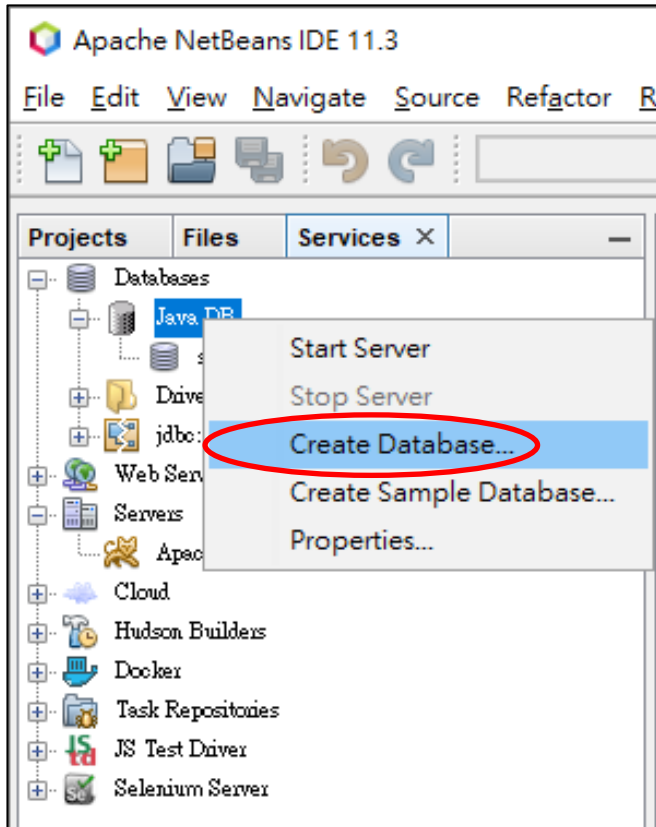 Apache NetBeans IDE 11.3
File Edit View Navigate Source Refactor R
Projects Files Services
Databases
Java DB
Start Server
Stop Server
jdbc:
Create Database...
Web Serv
Create Sample Database...
Servers
Apac
Properties...
Cloud
Hudson Builders
Docker
Task Repositories
JS Test Driver
Selenium Server